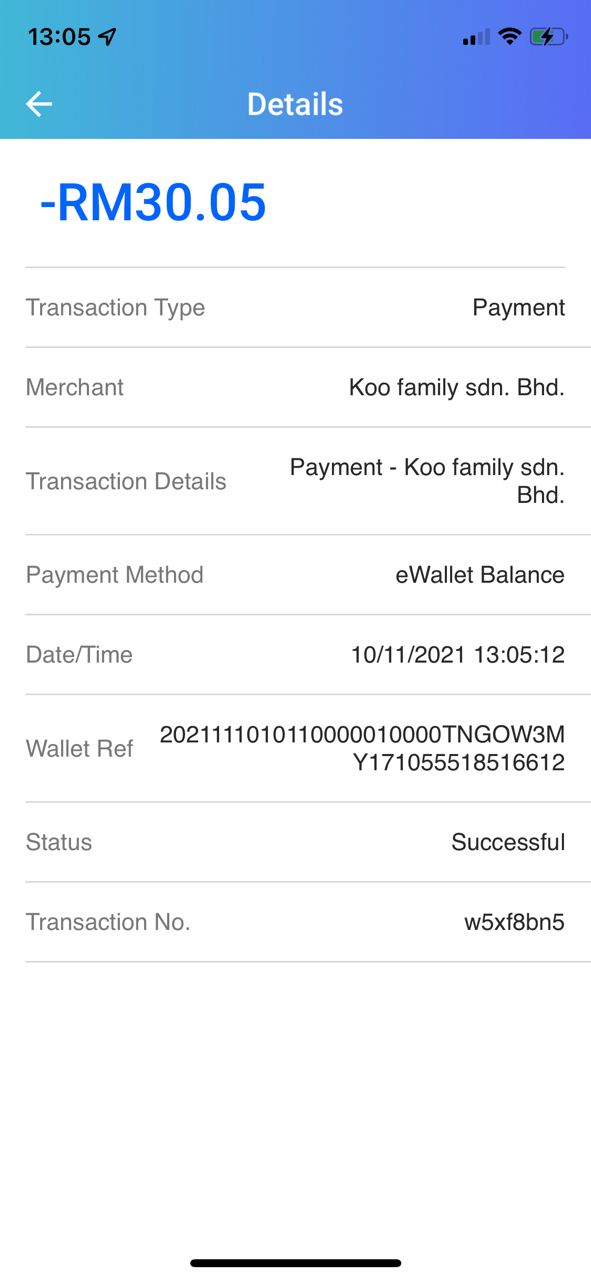 13:05
Details
-RM30.05
Transaction Type Payment
Merchant Koo family sdn. Bhd.
Transaction Details Payment - Koo family sdn.
Bhd.
Payment Method eWallet Balance
Date/Time 10/11/2021 13:05:12
Wallet Ref 2021111010110000010000TNGOW3M
Y171055518516612
Status Successful
Transaction No. w5xf8bn5